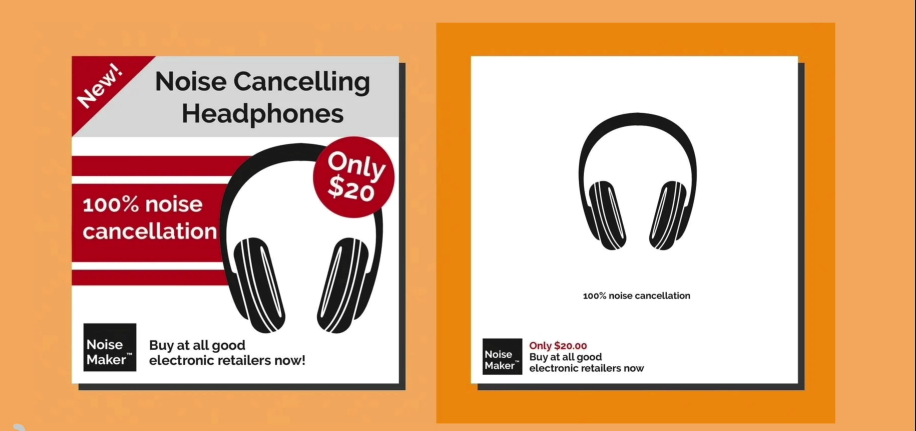 New!
Noise Cancelling
Headphones
Only
$20
100% noise
cancellation
Noise
Maker™
Buy at all good
electronic retailers now!
100% noise cancellation
Noise
Maker™
Only $20.00
Buy at all good
electronic retailers now